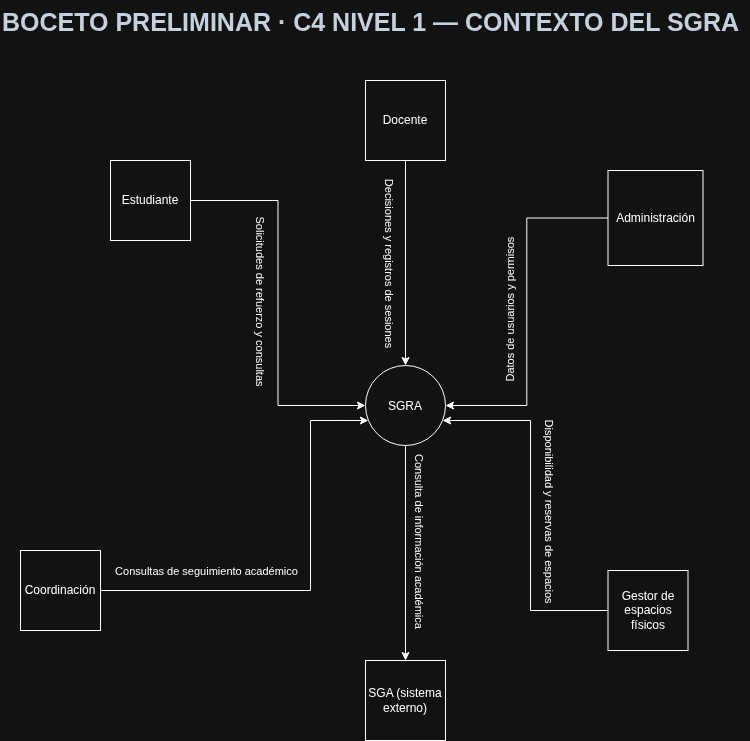 BOCETO PRELIMINAR · C4 NIVEL 1 — CONTEXTO DEL SGRA
Docente
Estudiante
Administración
Decisiones y registros de sesiones
Solicitudes de refuerzo y consultas
Datos de usuarios y permisos
SGRA
Disponibilidad y reservas de espacios
Consulta de información académica
Consultas de seguimiento académico
Coordinación
Gestor de
espacios
físicos
SGA (sistema
externo)